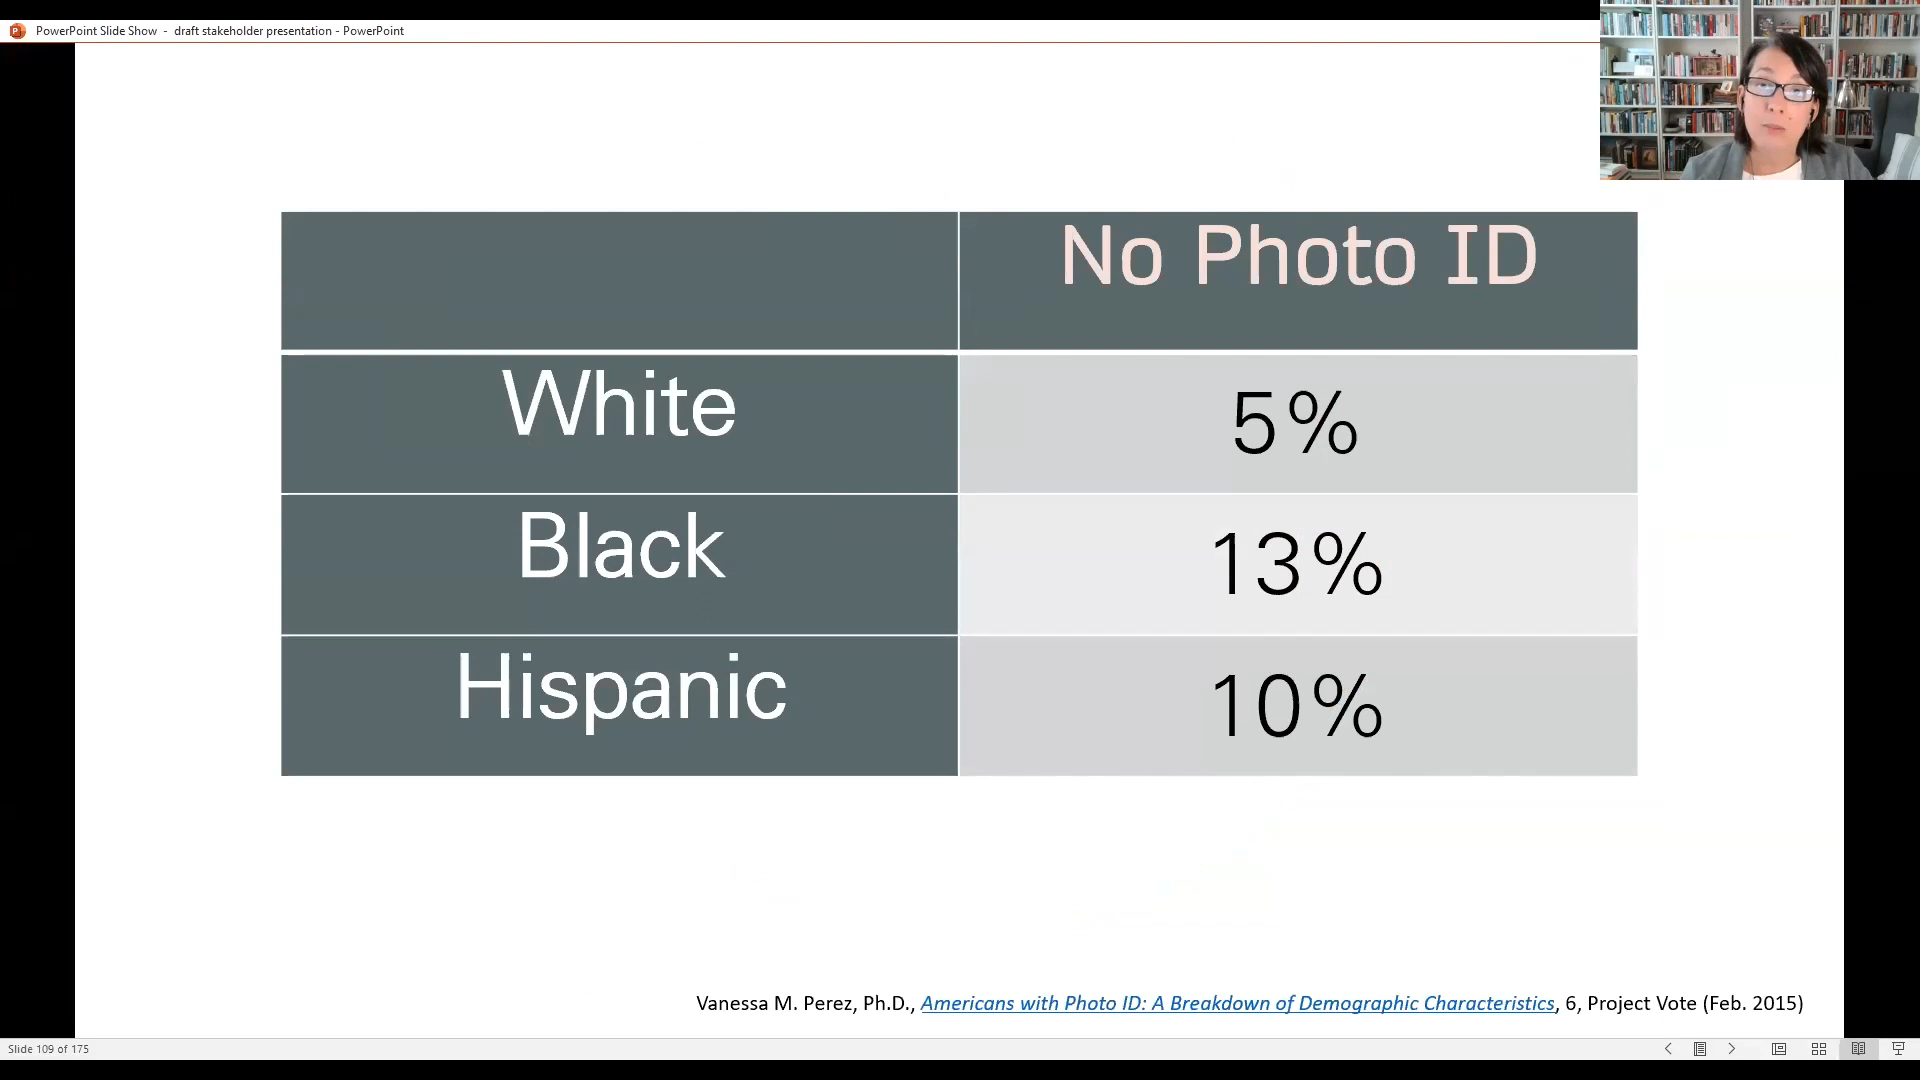 PowerPoint Slide Show - draft stakeholder presentation - PowerPoint
No Photo ID
White 5%
Black 13%
Hispanic 10%
Vanessa M. Perez, Ph.D., Americans with Photo ID: A Breakdown of Demographic Characteristics, 6, Project Vote (Feb. 2015)
Slide 109 of 175